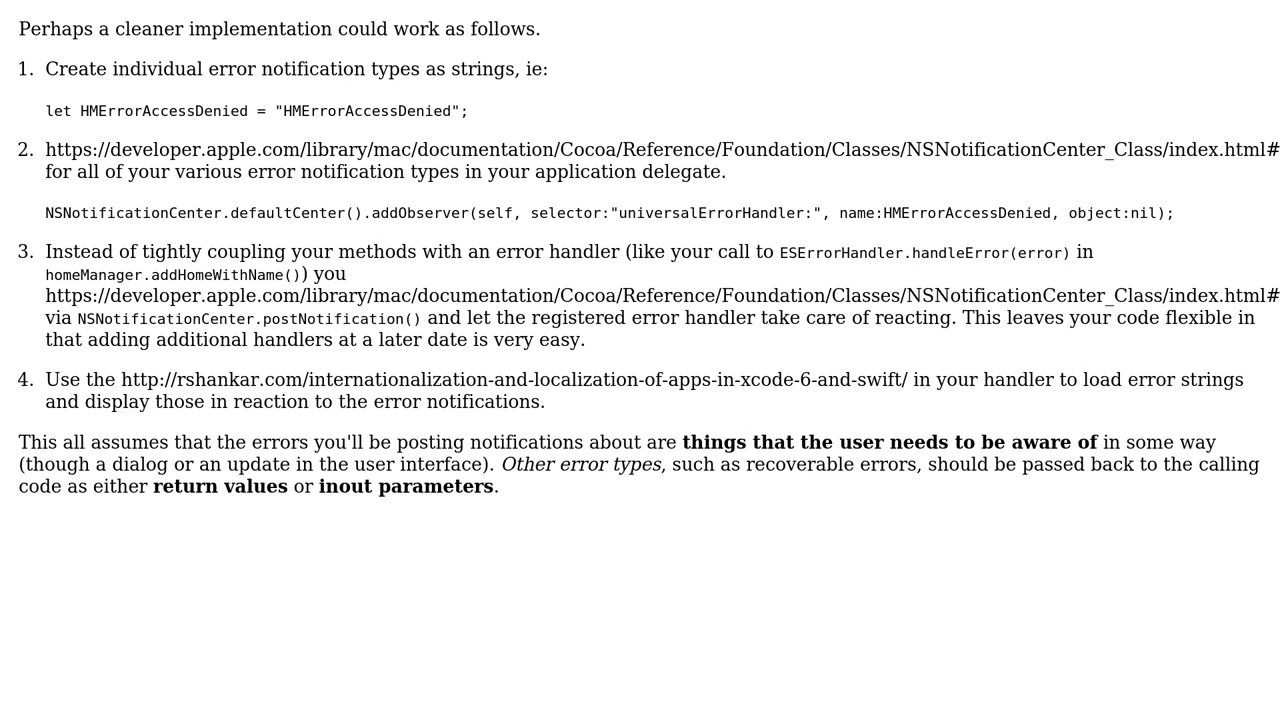 Perhaps a cleaner implementation could work as follows.
1. Create individual error notification types as strings, ie:
let HMErrorAccessDenied = "HMErrorAccessDenied";
2. https://developer.apple.com/library/mac/documentation/Cocoa/Reference/Foundation/Classes/NSNotificationCenter_Class/index.html#
for all of your various error notification types in your application delegate.
NSNotificationCenter.defaultCenter().addObserver(self, selector:"universalErrorHandler:", name:HMErrorAccessDenied, object:nil);
3. Instead of tightly coupling your methods with an error handler (like your call to ESErrorHandler.handleError(error) in
homeManager.addHomeWithName()) you
https://developer.apple.com/library/mac/documentation/Cocoa/Reference/Foundation/Classes/NSNotificationCenter_Class/index.html#
via NSNotificationCenter.postNotification() and let the registered error handler take care of reacting. This leaves your code flexible in
that adding additional handlers at a later date is very easy.
4. Use the http://rshankar.com/internationalization-and-localization-of-apps-in-xcode-6-and-swift/ in your handler to load error strings
and display those in reaction to the error notifications.
This all assumes that the errors you'll be posting notifications about are things that the user needs to be aware of in some way
(though a dialog or an update in the user interface). Other error types, such as recoverable errors, should be passed back to the calling
code as either return values or inout parameters.